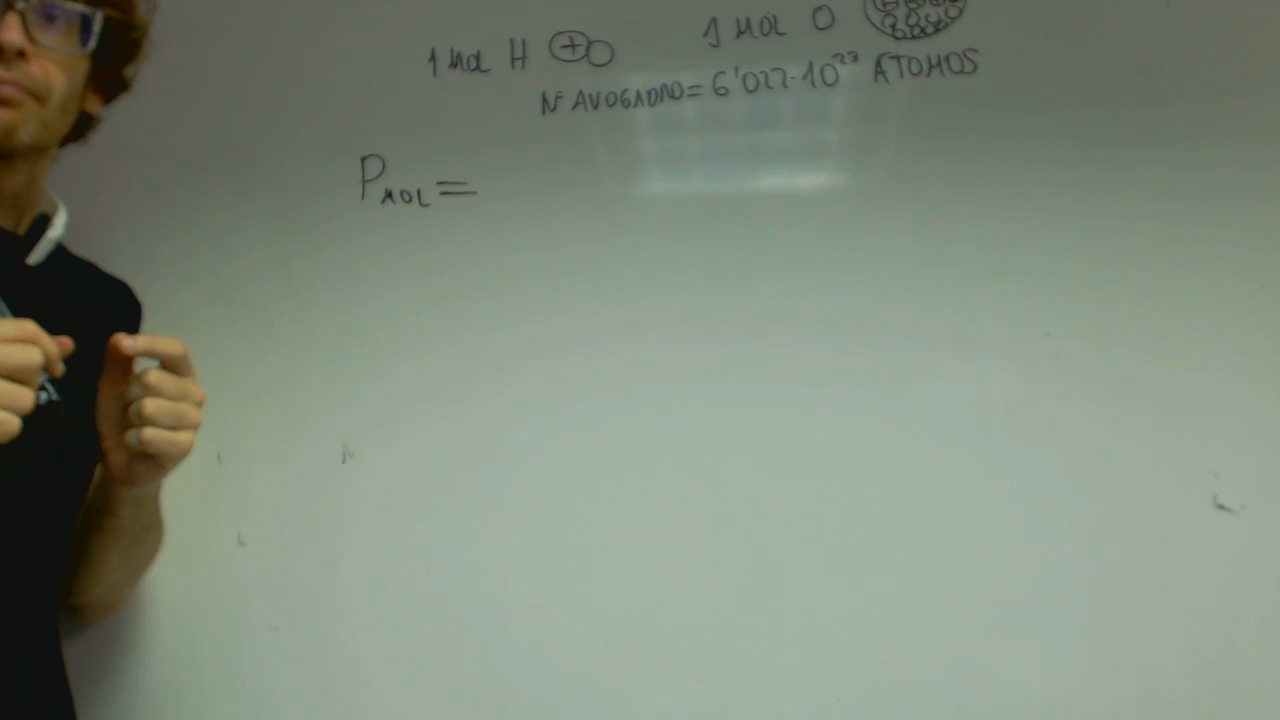 1 MOL H + 1 MOL O
Nº AVOGADRO = 6'022·10²³ ÁTOMOS
P MOL =